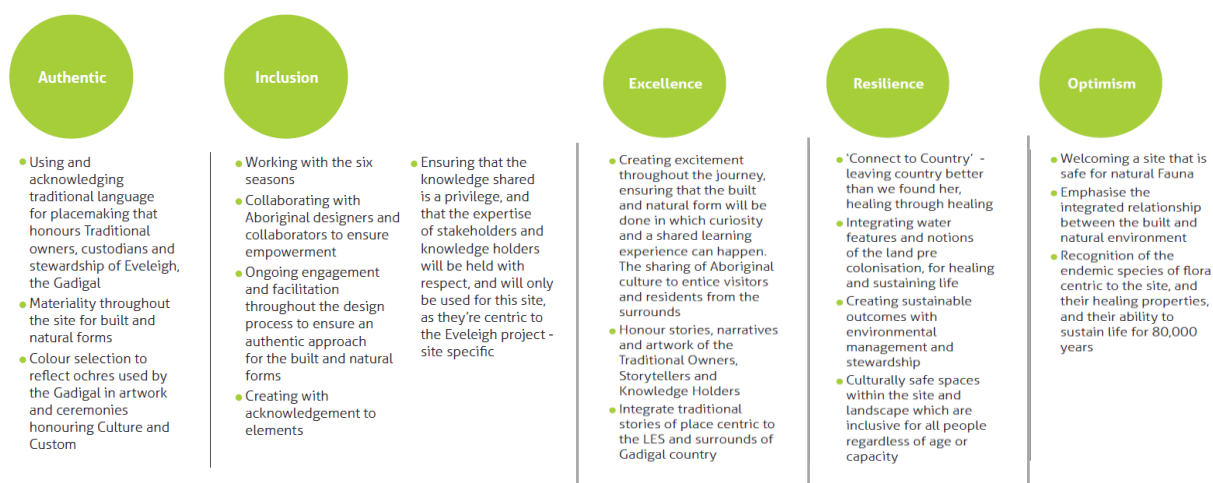 Authentic
Using and
acknowledging
traditional language
for placemaking that
honours Traditional
owners, custodians and
stewardship of Eveleigh,
the Gadigal
Materiality throughout
the site for built and
natural forms
Colour selection to
reflect ochres used by
the Gadigal in artwork
and ceremonies
honouring Culture and
Custom
Inclusion
Working with the six
seasons
Collaborating with
Aboriginal designers and
collaborators to ensure
empowerment
Ongoing engagement
and facilitation
throughout the design
process to ensure an
authentic approach
for the built and natural
forms
Creating with
acknowledgement to
elements
Ensuring that the
knowledge shared
is a privilege, and
that the expertise
of stakeholders and
knowledge holders
will be held with
respect, and will only
be used for this site,
as they're centric to
the Eveleigh project -
site specific
Excellence
Creating excitement
throughout the journey,
ensuring that the built
and natural form will be
done in which curiosity
and a shared learning
experience can happen.
The sharing of Aboriginal
culture to entice visitors
and residents from the
surrounds
Honour stories, narratives
and artwork of the
Traditional Owners,
Storytellers and
Knowledge Holders
Integrate traditional
stories of place centric to
the LES and surrounds of
Gadigal country
Resilience
'Connect to Country' -
leaving country better
than we found her,
healing through healing
Integrating water
features and notions
of the land pre
colonisation, for healing
and sustaining life
Creating sustainable
outcomes with
environmental
management and
stewardship
Culturally safe spaces
within the site and
landscape which are
inclusive for all people
regardless of age or
capacity
Optimism
Welcoming a site that is
safe for natural Fauna
Emphasise the
integrated relationship
between the built and
natural environment
Recognition of the
endemic species of flora
centric to the site, and
their healing properties,
and their ability to
sustain life for 80,000
years